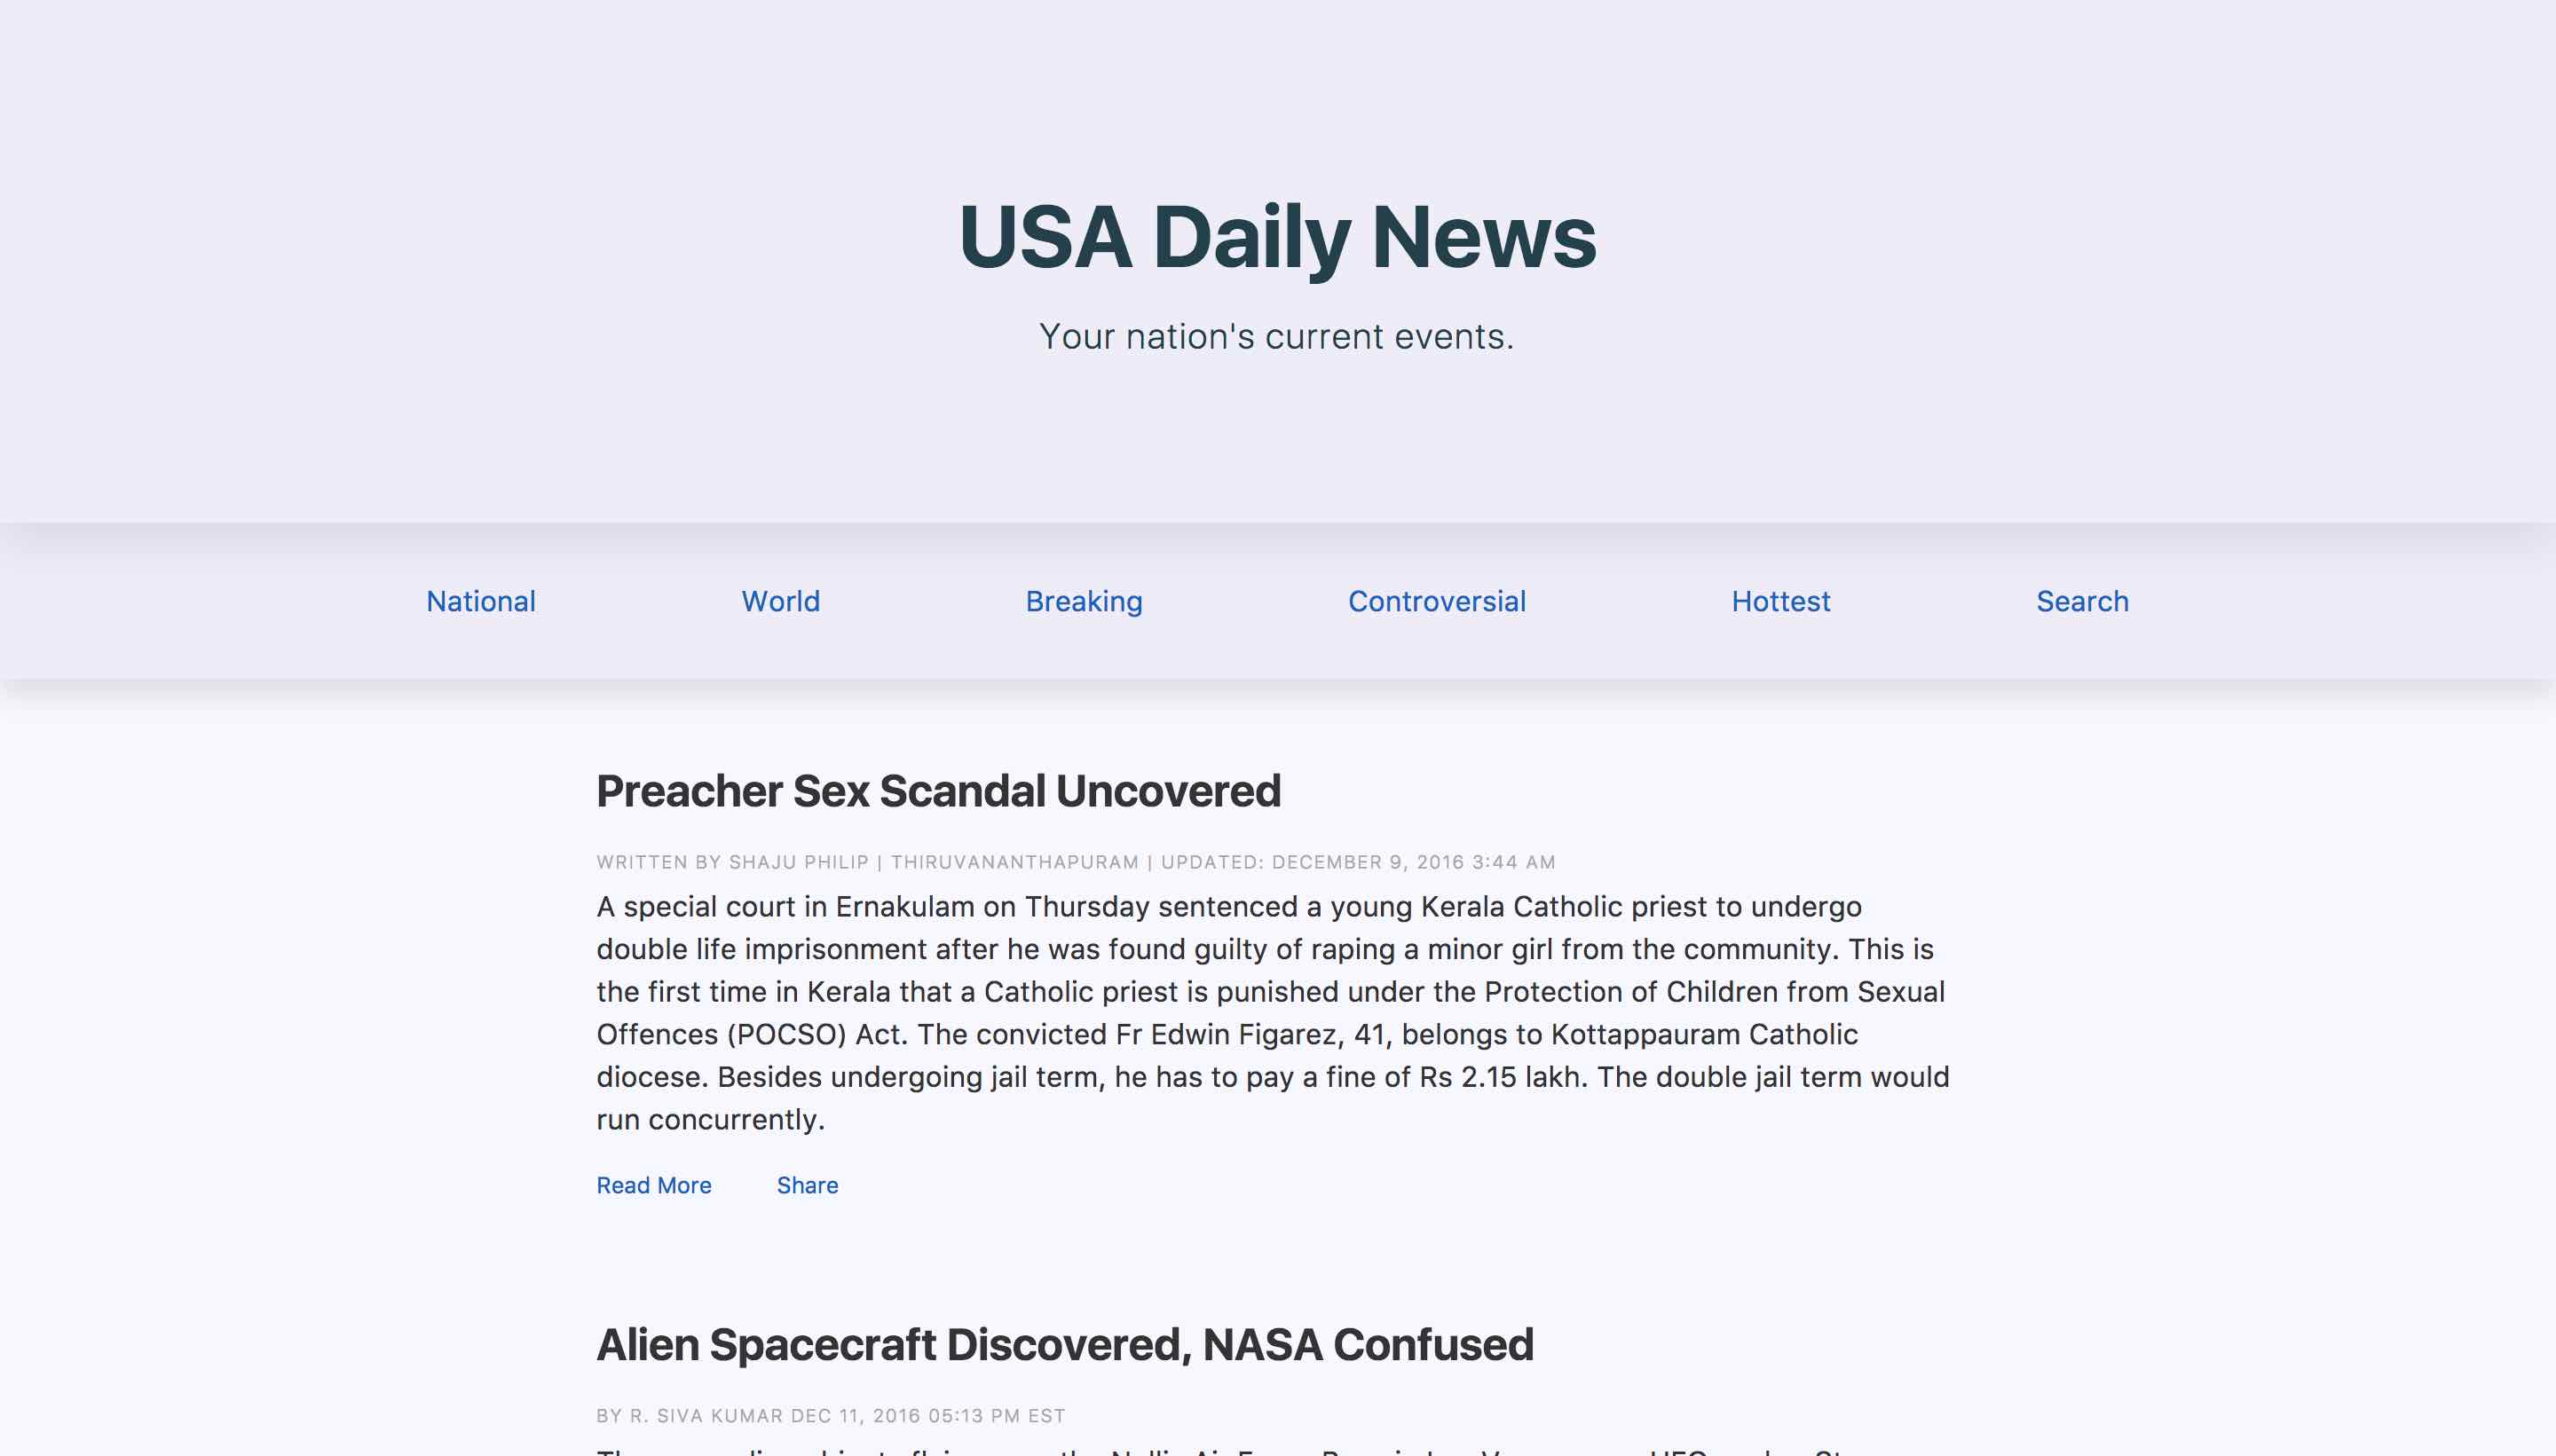 USA Daily News
Your nation's current events.
National World Breaking Controversial Hottest Search
Preacher Sex Scandal Uncovered
WRITTEN BY SHAJU PHILIP | THIRUVANANTHAPURAM | UPDATED: DECEMBER 9, 2016 3:44 AM
A special court in Ernakulam on Thursday sentenced a young Kerala Catholic priest to undergo
double life imprisonment after he was found guilty of raping a minor girl from the community. This is
the first time in Kerala that a Catholic priest is punished under the Protection of Children from Sexual
Offences (POCSO) Act. The convicted Fr Edwin Figarez, 41, belongs to Kottappauram Catholic
diocese. Besides undergoing jail term, he has to pay a fine of Rs 2.15 lakh. The double jail term would
run concurrently.
Read More Share
Alien Spacecraft Discovered, NASA Confused
BY R. SIVA KUMAR DEC 11, 2016 05:13 PM EST